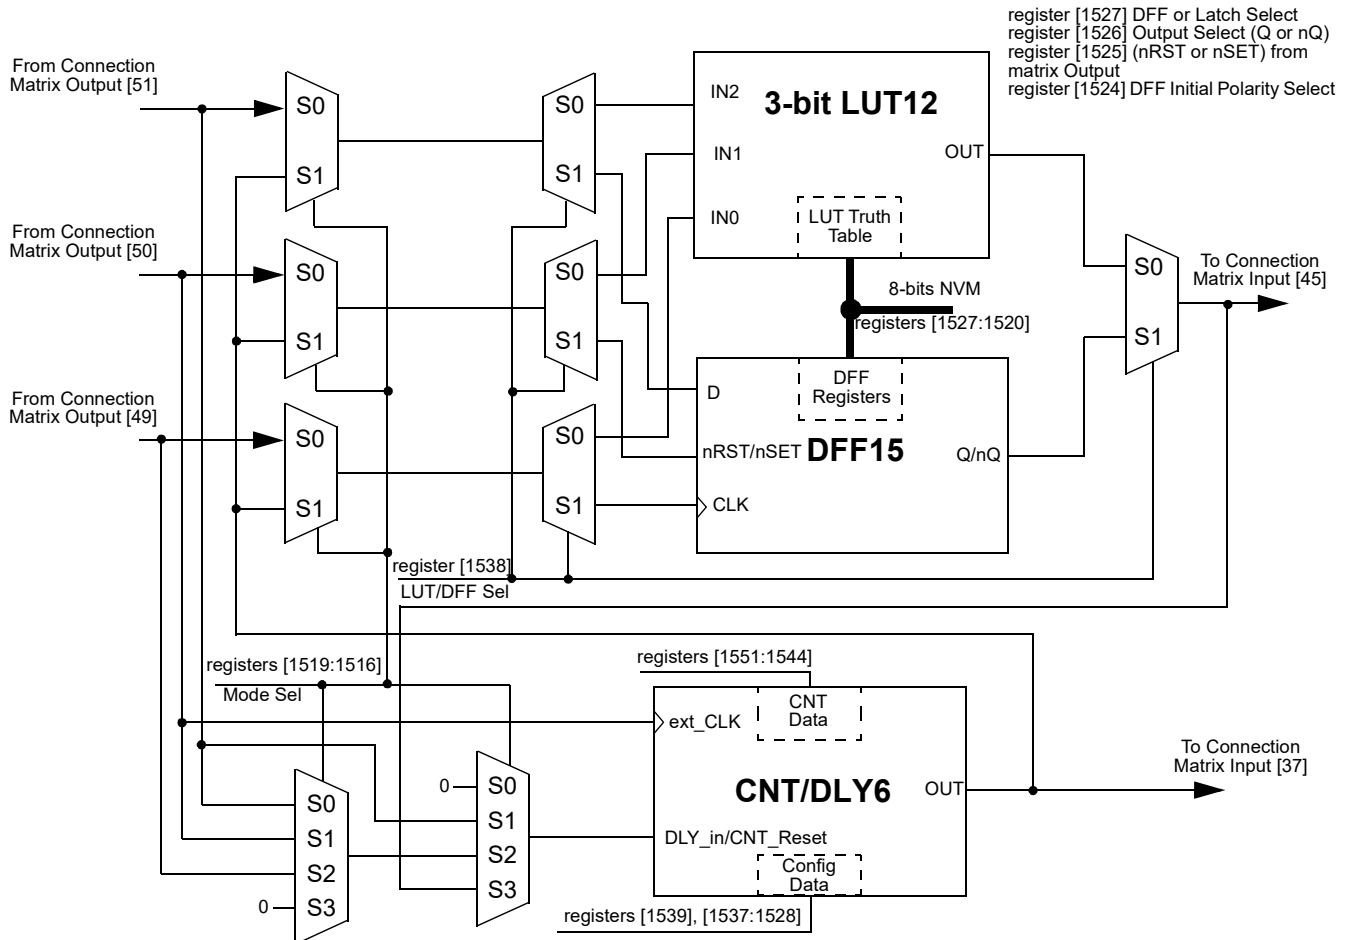 register [1527] DFF or Latch Select
register [1526] Output Select (Q or nQ)
register [1525] (nRST or nSET) from
matrix Output
register [1524] DFF Initial Polarity Select
From Connection
Matrix Output [51]
S0
S1
S0
S1
IN2
3-bit LUT12
IN1
OUT
IN0
LUT Truth
Table
From Connection
Matrix Output [50]
S0
S1
S0
S1
8-bits NVM
registers [1527:1520]
S0
S1
To Connection
Matrix Input [45]
From Connection
Matrix Output [49]
S0
S1
S0
S1
D
DFF
Registers
nRST/nSET
DFF15
Q/nQ
CLK
register [1538]
LUT/DFF Sel
registers [1519:1516]
Mode Sel
registers [1551:1544]
CNT
Data
ext_CLK
CNT/DLY6
OUT
To Connection
Matrix Input [37]
DLY_in/CNT_Reset
Config
Data
registers [1539], [1537:1528]
0
S0
S1
S2
S3
S0
S1
S2
0
S3